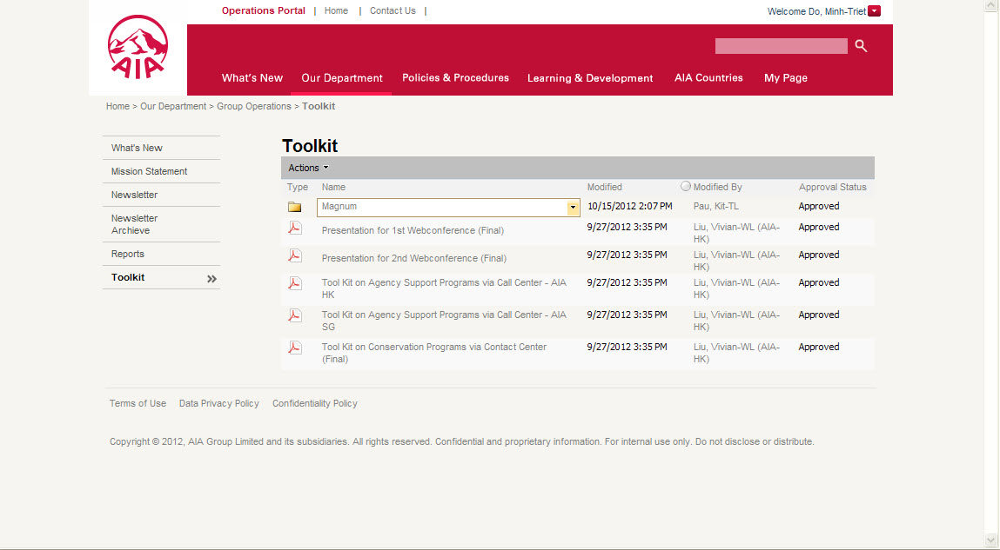 Operations Portal | Home | Contact Us |
Welcome Do, Minh-Triet
AIA
What's New Our Department Policies & Procedures Learning & Development AIA Countries My Page
Home > Our Department > Group Operations > Toolkit
What's New
Mission Statement
Newsletter
Newsletter
Archieve
Reports
Toolkit
Toolkit
Actions
Type Name Modified Modified By Approval Status
Magnum 10/15/2012 2:07 PM Pau, Kit-TL Approved
Presentation for 1st Webconference (Final) 9/27/2012 3:35 PM Liu, Vivian-WL (AIA-
HK) Approved
Presentation for 2nd Webconference (Final) 9/27/2012 3:35 PM Liu, Vivian-WL (AIA-
HK) Approved
Tool Kit on Agency Support Programs via Call Center - AIA
HK 9/27/2012 3:35 PM Liu, Vivian-WL (AIA-
HK) Approved
Tool Kit on Agency Support Programs via Call Center - AIA
SG 9/27/2012 3:35 PM Liu, Vivian-WL (AIA-
HK) Approved
Tool Kit on Conservation Programs via Contact Center
(Final) 9/27/2012 3:35 PM Liu, Vivian-WL (AIA-
HK) Approved
Terms of Use Data Privacy Policy Confidentiality Policy
Copyright © 2012, AIA Group Limited and its subsidiaries. All rights reserved. Confidential and proprietary information. For internal use only. Do not disclose or distribute.